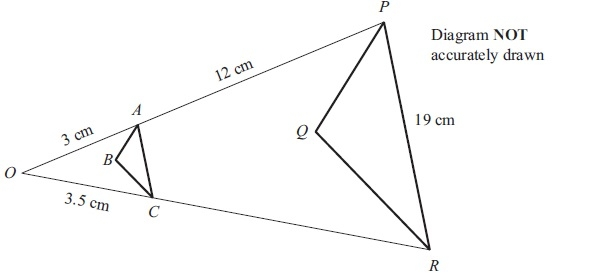 P
Diagram NOT
accurately drawn
12 cm
A
19 cm
3 cm
Q
B
O
3.5 cm
C
R